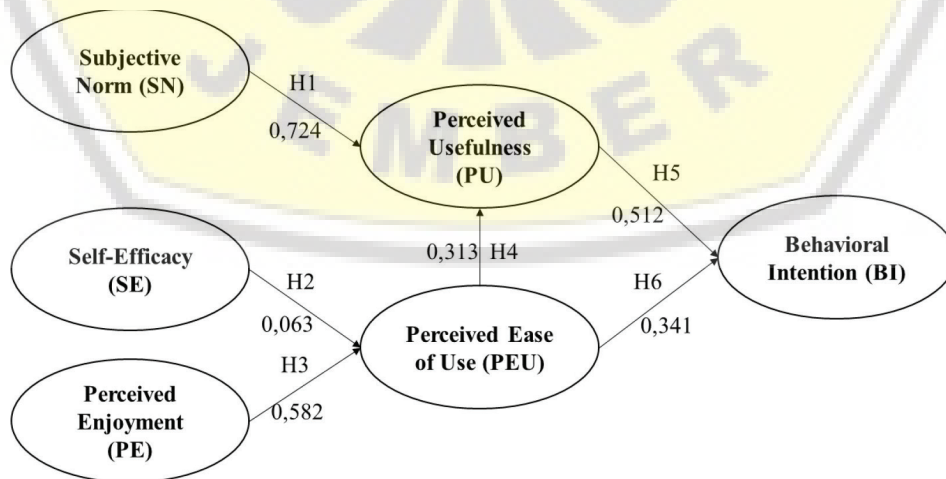 Subjective
Norm (SN)
H1
0,724
Perceived
Usefulness
(PU)
H5
0,512
Self-Efficacy
(SE)
H2
0,063
0,313 H4
Behavioral
Intention (BI)
H6
0,341
Perceived Ease
of Use (PEU)
H3
0,582
Perceived
Enjoyment
(PE)
JEMBER